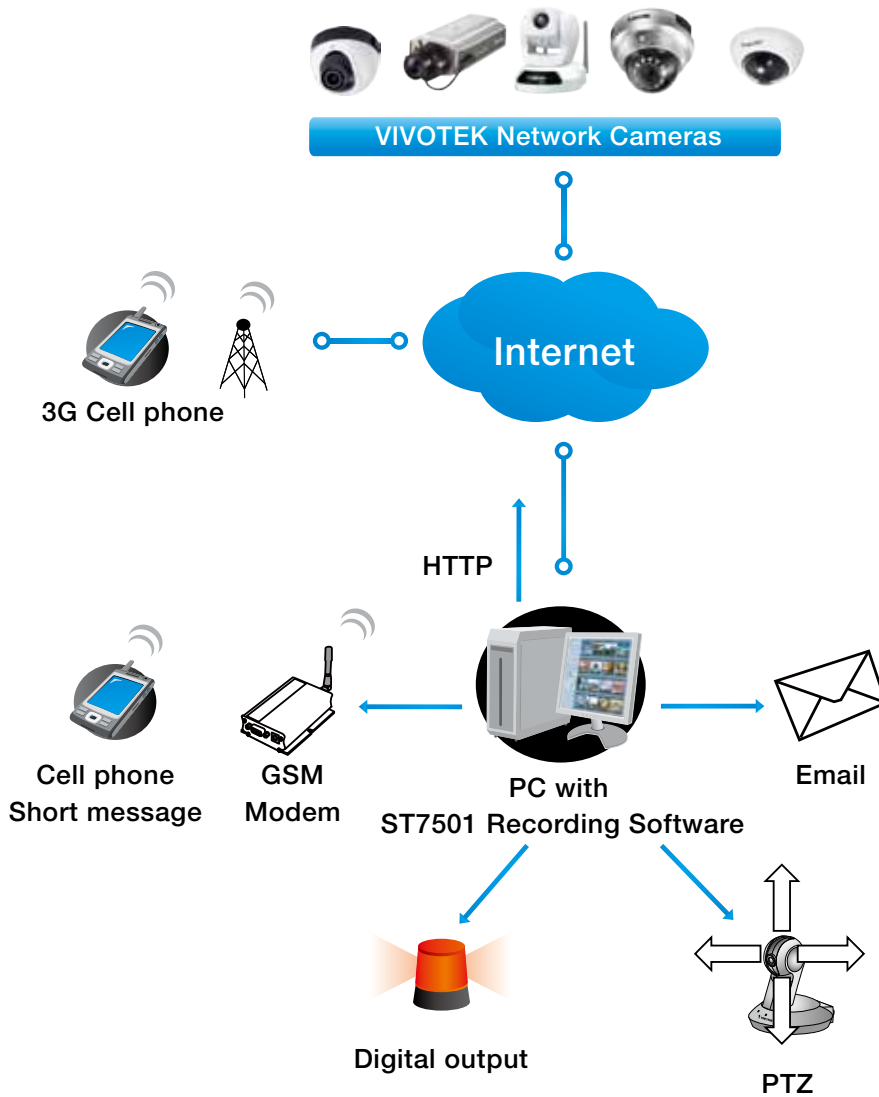 VIVOTEK Network Cameras
Internet
3G Cell phone
HTTP
Cell phone
Short message
GSM
Modem
PC with
ST7501 Recording Software
Email
Digital output
PTZ